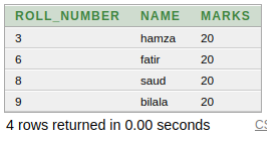 ROLL_NUMBER NAME MARKS
3 hamza 20
6 fatir 20
8 saud 20
9 bilala 20
4 rows returned in 0.00 seconds CS